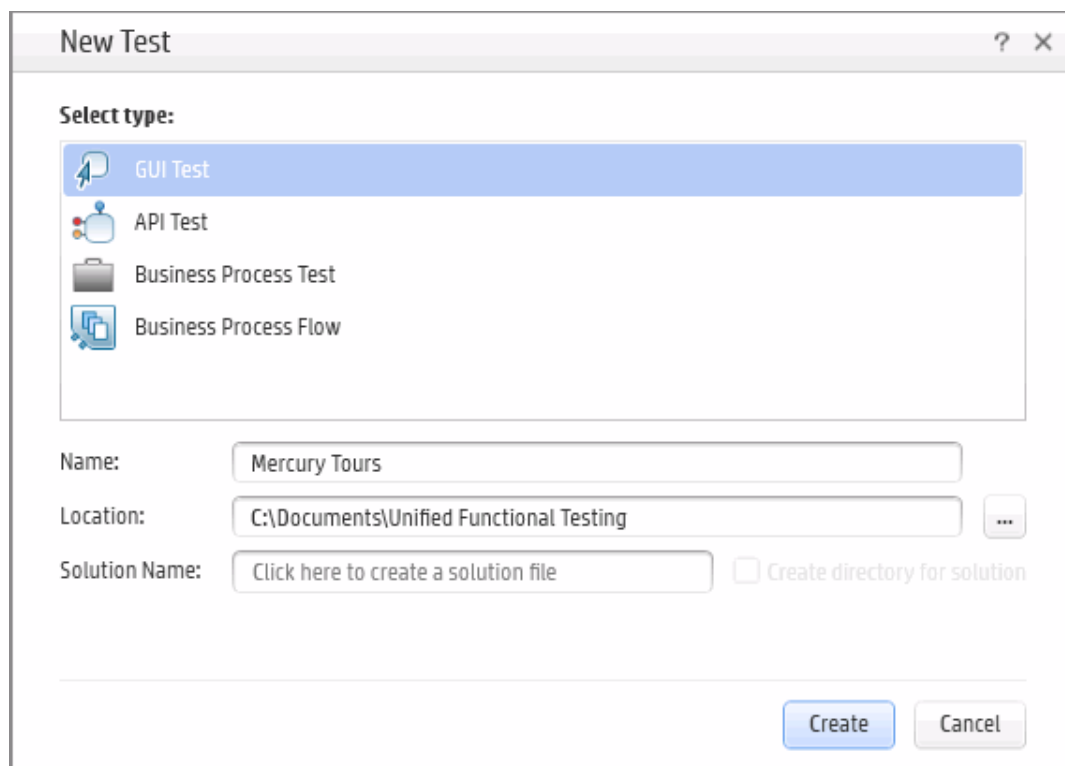 New Test
?
Select type:
GUI Test
API Test
Business Process Test
Business Process Flow
Name: Mercury Tours
Location: C:\Documents\Unified Functional Testing ...
Solution Name: Click here to create a solution file Create directory for solution
Create Cancel